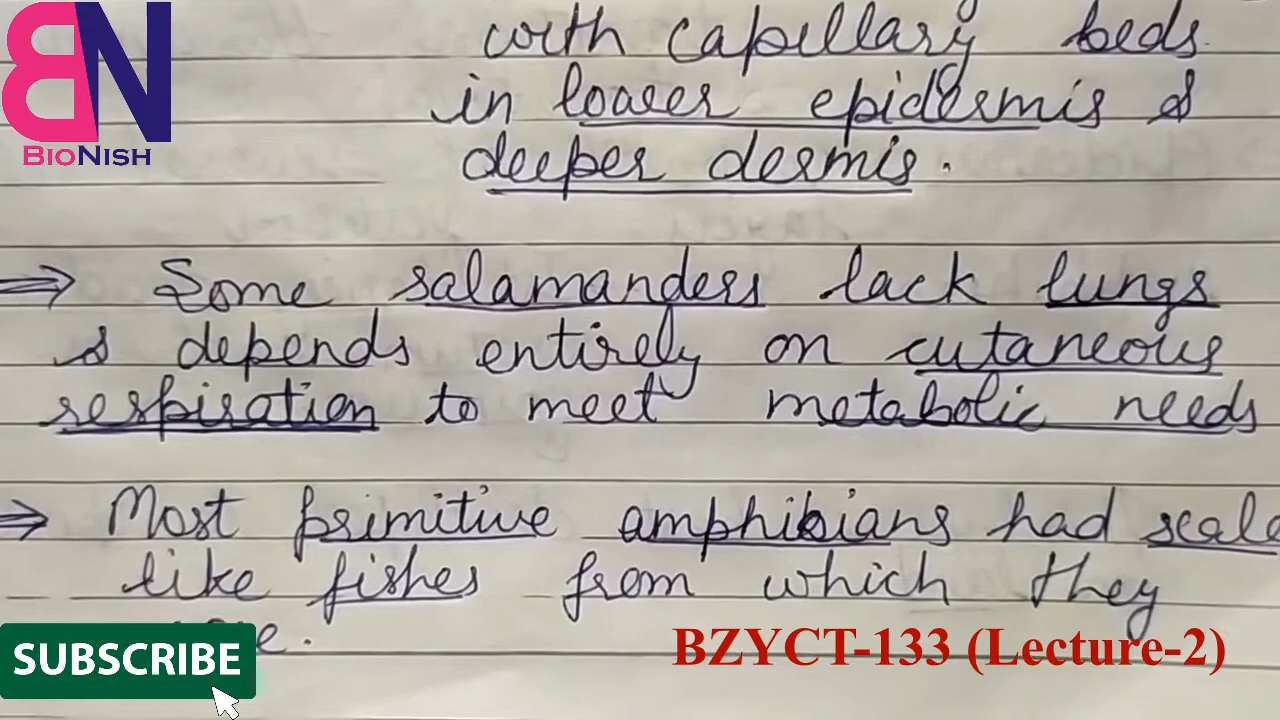 BN
BIONISH
with capillary beds
in lower epidermis &
deeper dermis.
⇒ Some salamanders lack lungs
& depends entirely on cutaneous
respiration to meet metabolic needs
⇒ Most primitive amphibians had scale
like fishes from which they
SUBSCRIBE
BZYCT-133 (Lecture-2)